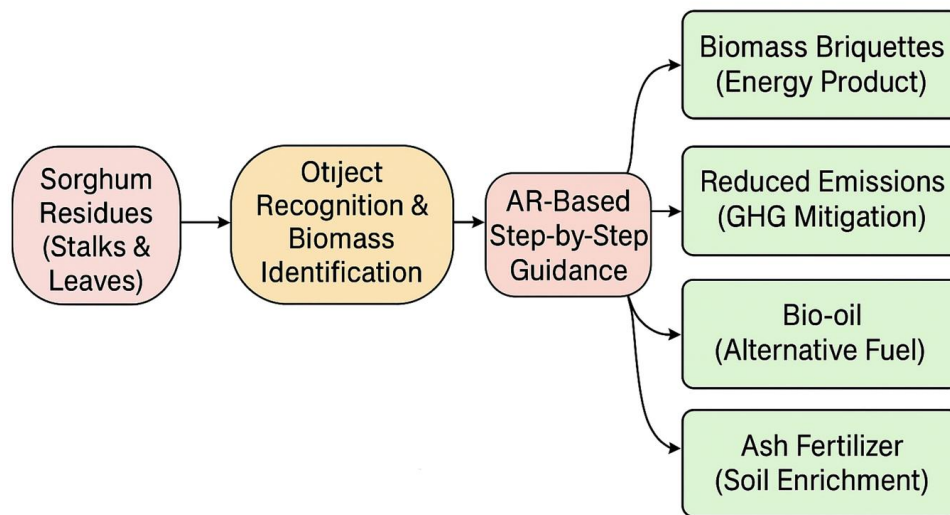 Sorghum
Residues
(Stalks &
Leaves)
Otıject
Recognition &
Biomass
Identification
AR-Based
Step-by-Step
Guidance
Biomass Briquettes
(Energy Product)
Reduced Emissions
(GHG Mitigation)
Bio-oil
(Alternative Fuel)
Ash Fertilizer
(Soil Enrichment)